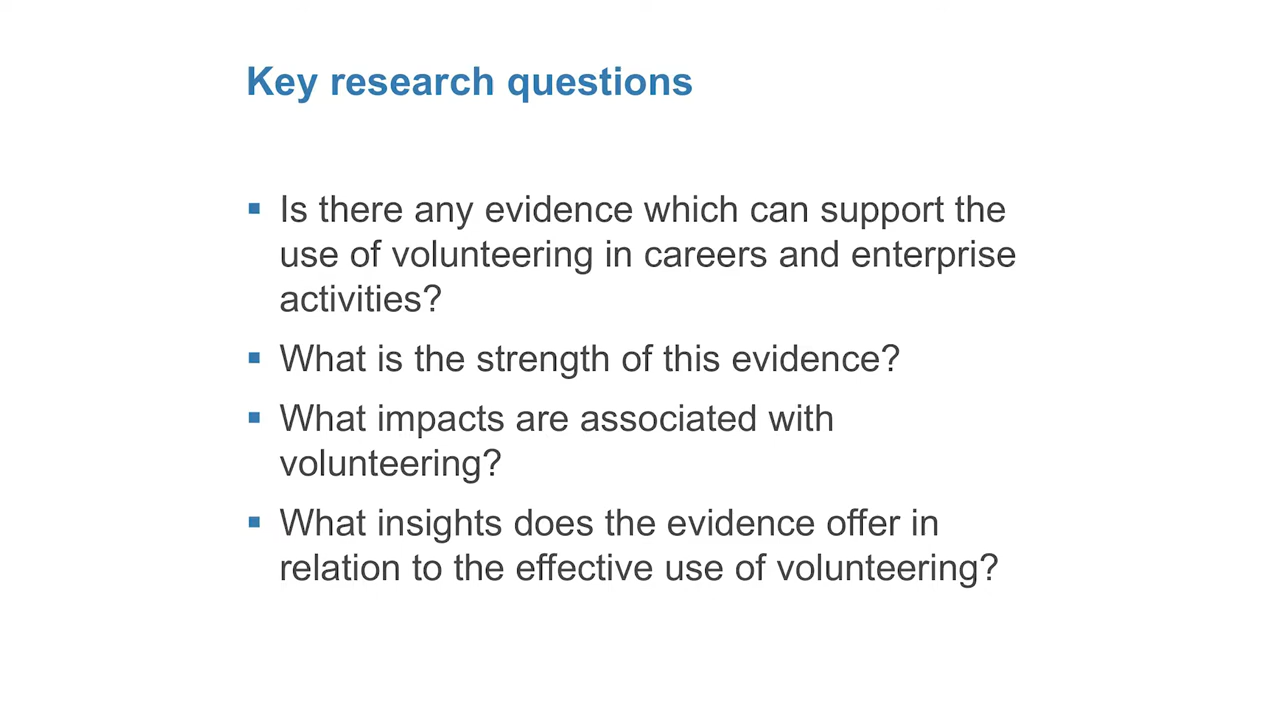 Key research questions
▪ Is there any evidence which can support the
use of volunteering in careers and enterprise
activities?
▪ What is the strength of this evidence?
▪ What impacts are associated with
volunteering?
▪ What insights does the evidence offer in
relation to the effective use of volunteering?